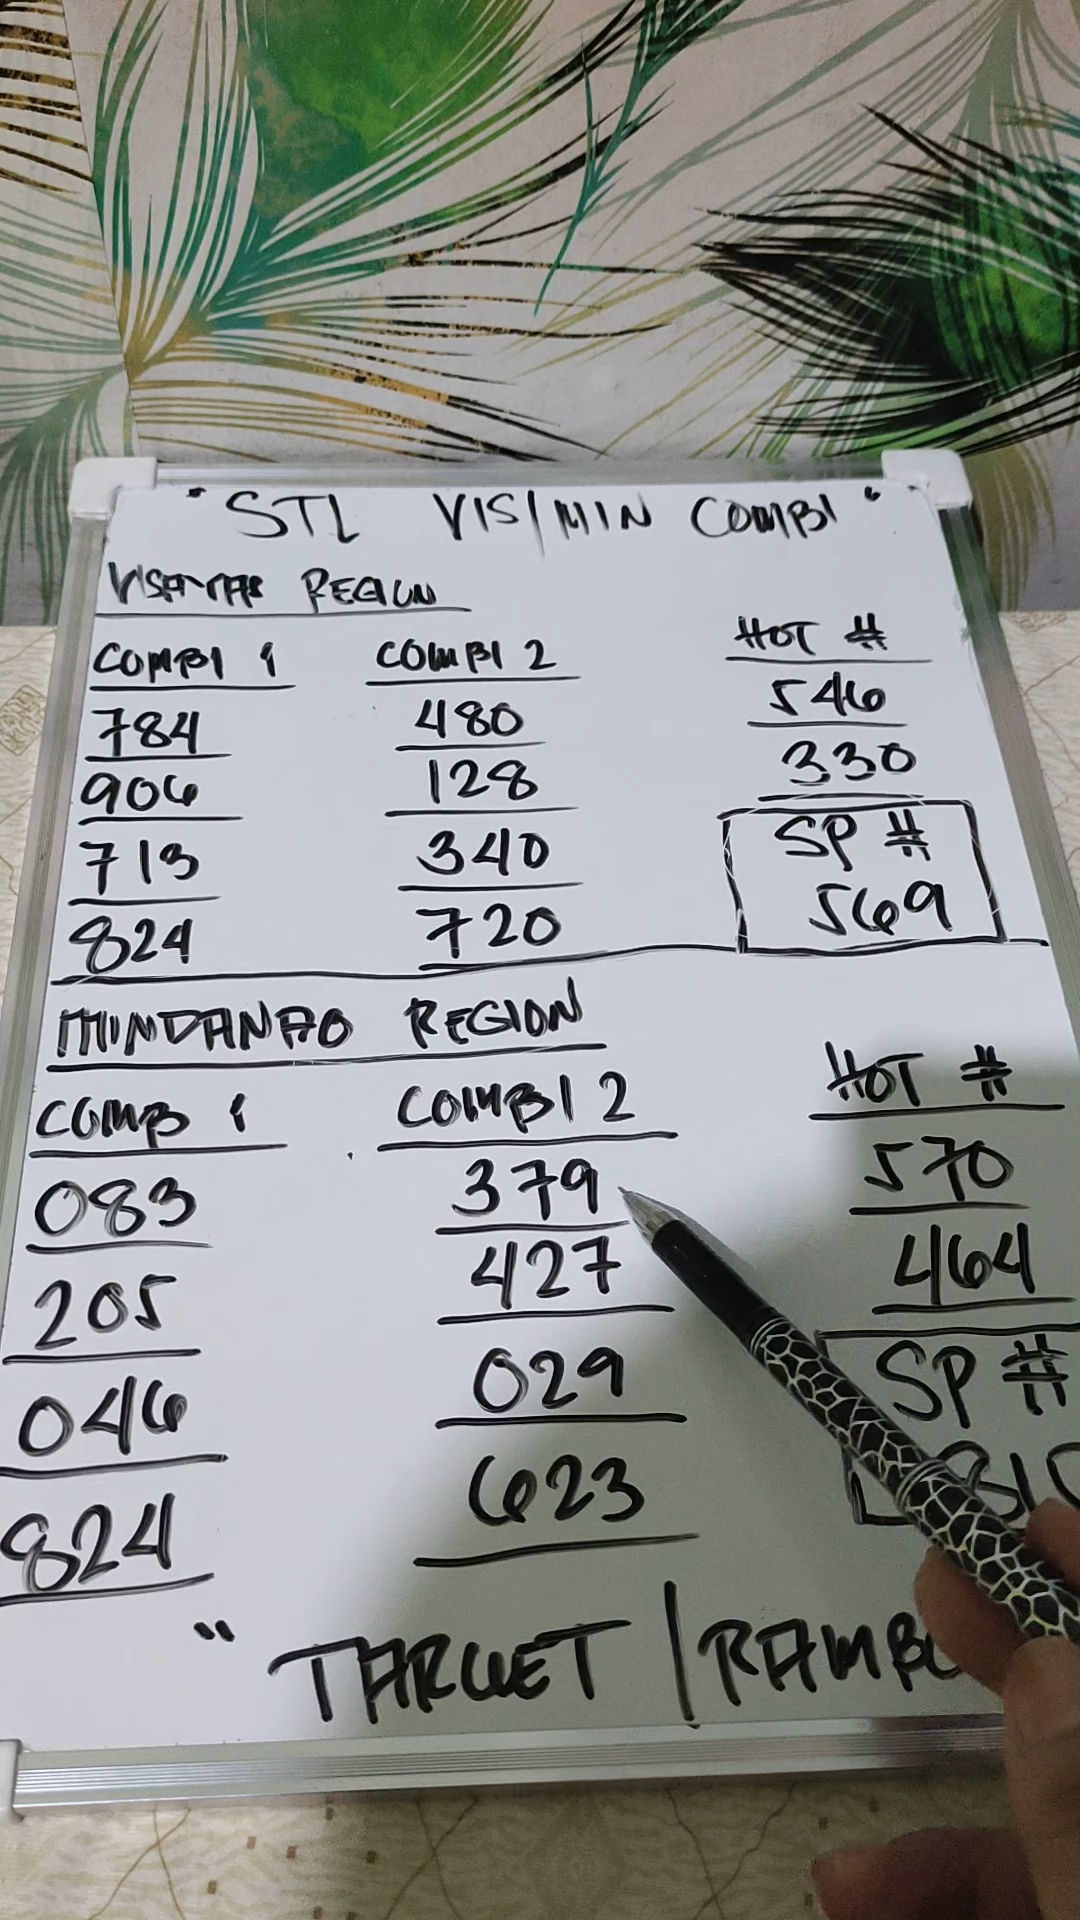 "STL VIS/MIN COMBI"
VISAYAS REGION
COMBI 1 COMBI 2 HOT #
784 480 546
906 128 330
713 340 SP #
824 720 569
MINDANAO REGION
COMB 1 COMBI 2 HOT #
083 379 570
205 427 464
046 029 SP #
824 623
" TARGET /